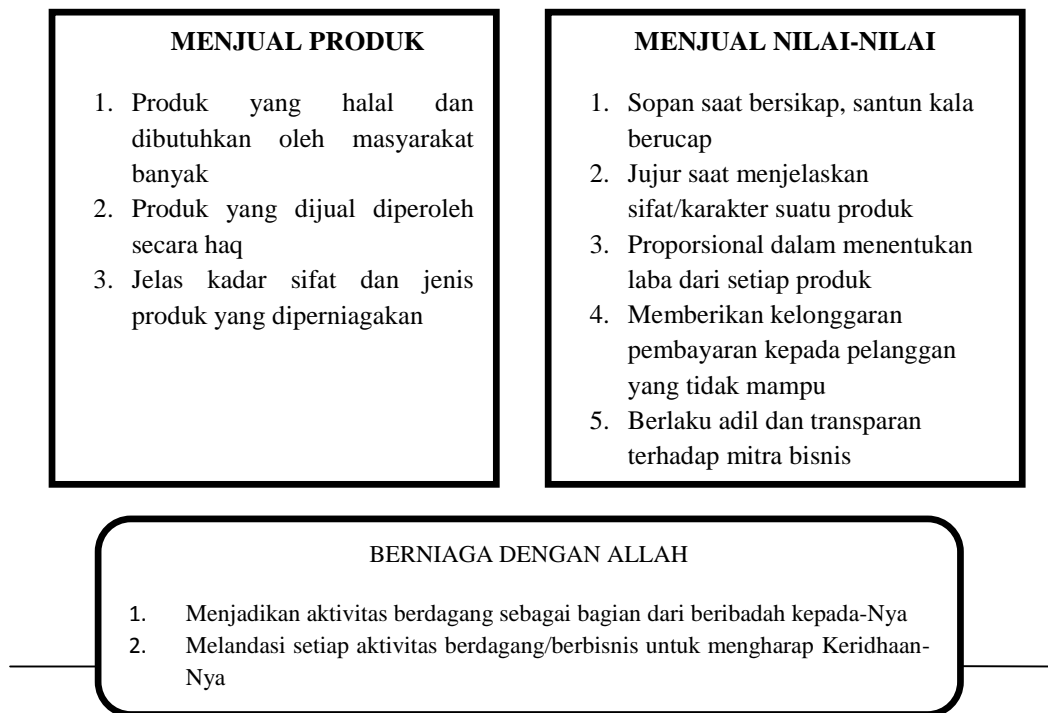 MENJUAL PRODUK
1. Produk yang halal dan
dibutuhkan oleh masyarakat
banyak
2. Produk yang dijual diperoleh
secara haq
3. Jelas kadar sifat dan jenis
produk yang diperniagakan
MENJUAL NILAI-NILAI
1. Sopan saat bersikap, santun kala
berucap
2. Jujur saat menjelaskan
sifat/karakter suatu produk
3. Proporsional dalam menentukan
laba dari setiap produk
4. Memberikan kelonggaran
pembayaran kepada pelanggan
yang tidak mampu
5. Berlaku adil dan transparan
terhadap mitra bisnis
BERNIAGA DENGAN ALLAH
1. Menjadikan aktivitas berdagang sebagai bagian dari beribadah kepada-Nya
2. Melandasi setiap aktivitas berdagang/berbisnis untuk mengharap Keridhaan-
Nya